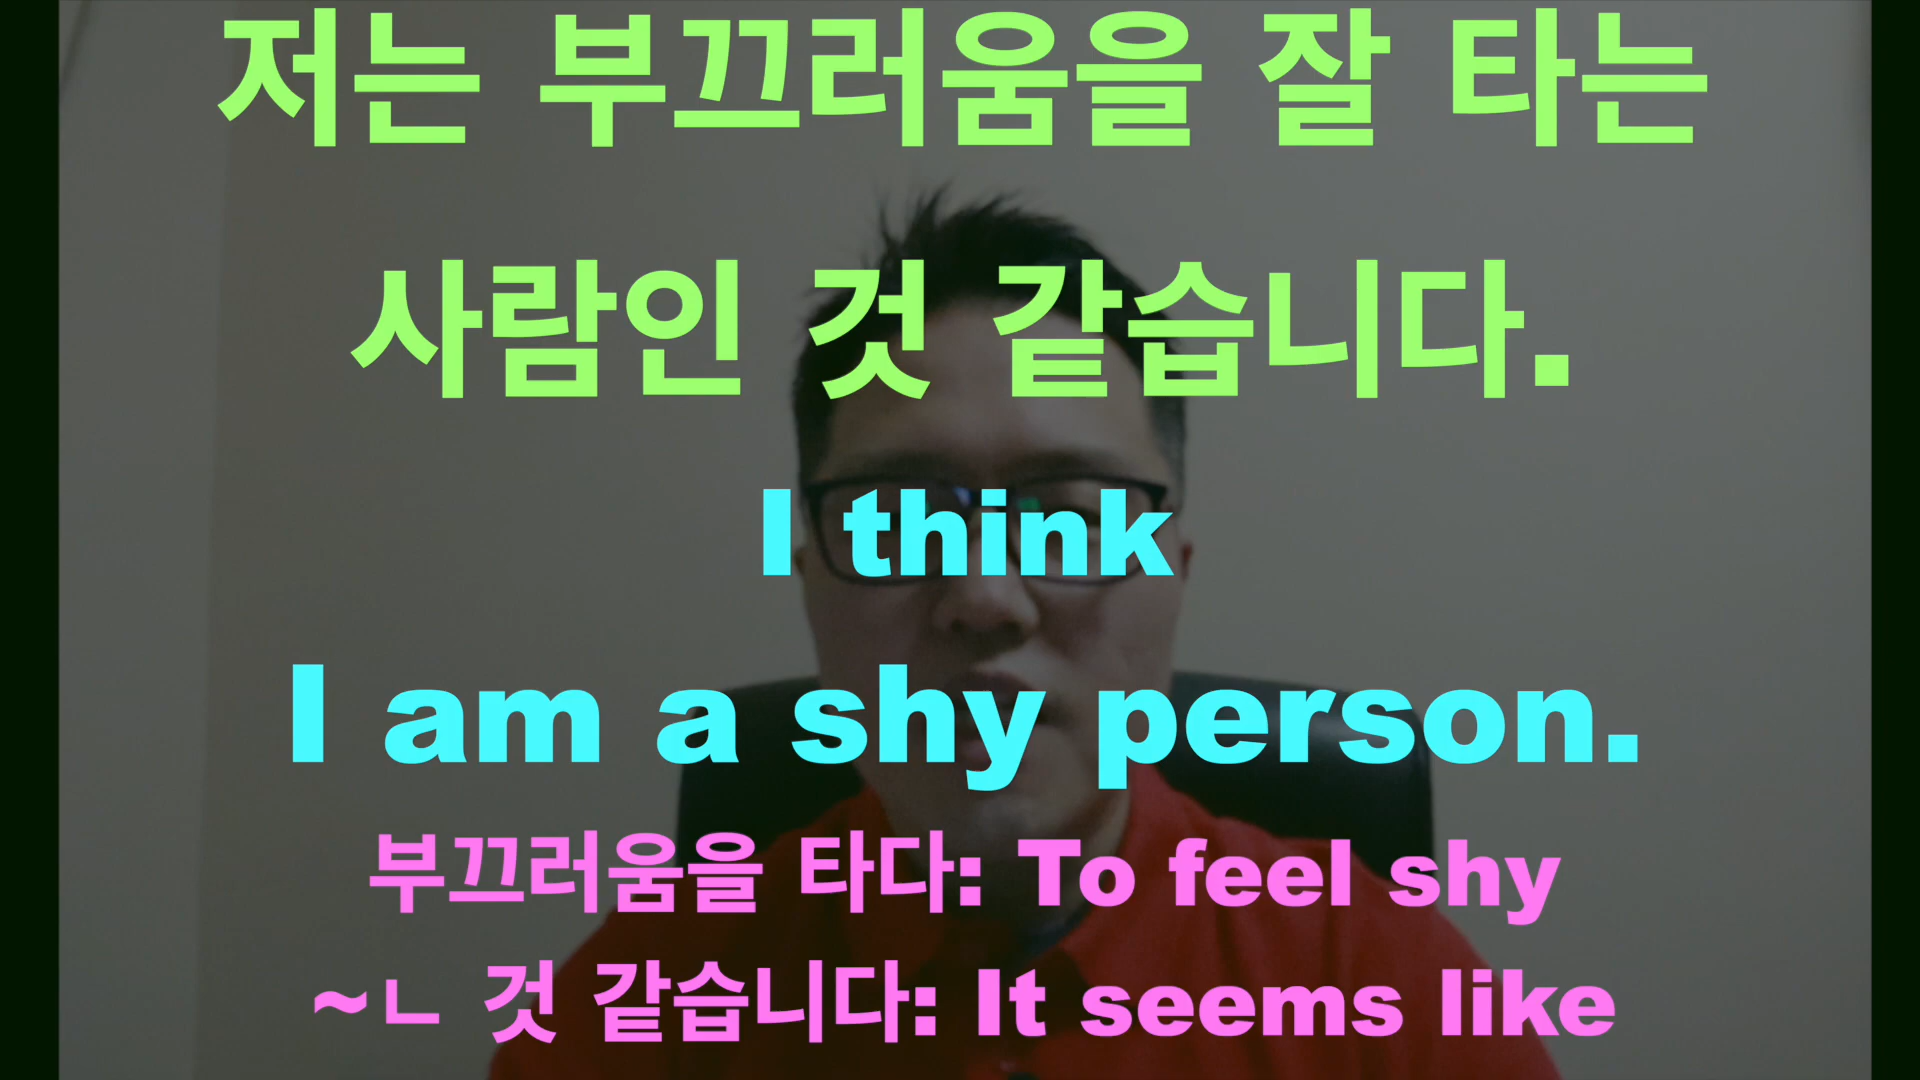 저는 부끄러움을 잘 타는
사람인 것 같습니다.
I think
I am a shy person.
부끄러움을 타다: To feel shy
~ㄴ 것 같습니다: It seems like